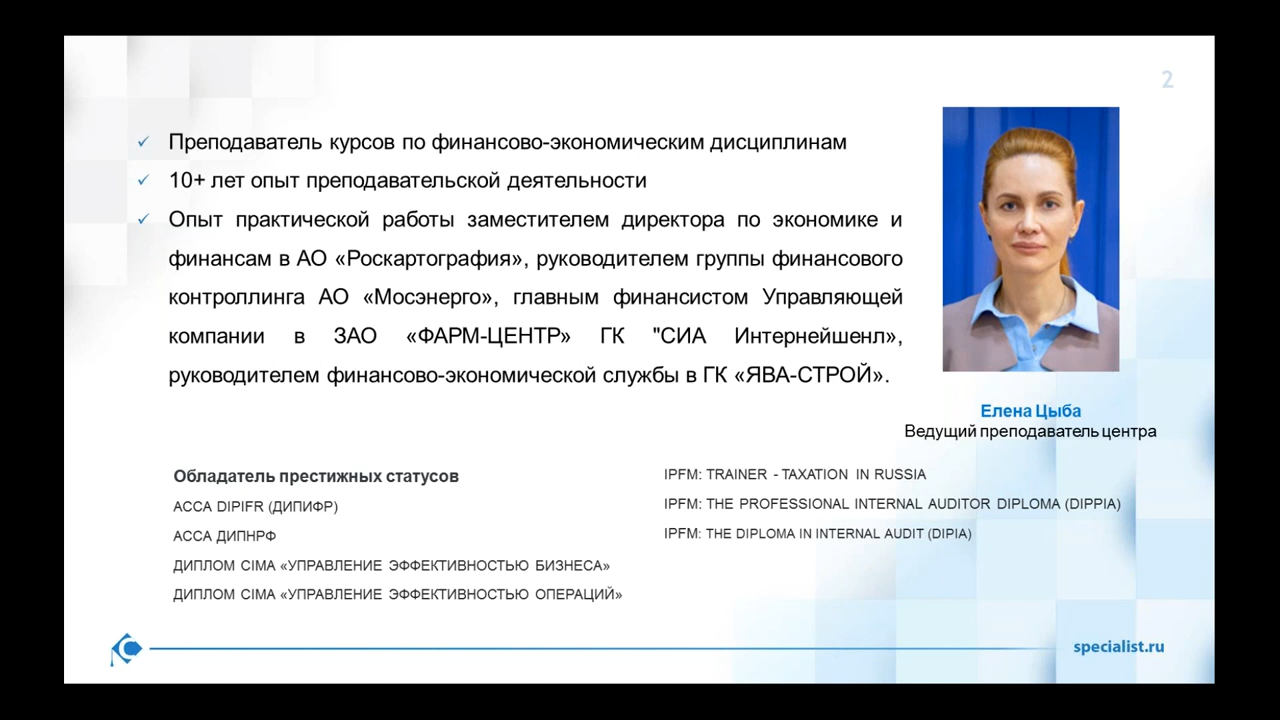 2
Преподаватель курсов по финансово-экономическим дисциплинам
10+ лет опыт преподавательской деятельности
Опыт практической работы заместителем директора по экономике и
финансам в АО «Роскартография», руководителем группы финансового
контроллинга АО «Мосэнерго», главным финансистом Управляющей
компании в ЗАО «ФАРМ-ЦЕНТР» ГК "СИА Интернейшенл»,
руководителем финансово-экономической службы в ГК «ЯВА-СТРОЙ».
Елена Цыба
Ведущий преподаватель центра
Обладатель престижных статусов
ACCA DIPIFR (ДИПИФР)
ACCA ДИПНРФ
ДИПЛОМ CIMA «УПРАВЛЕНИЕ ЭФФЕКТИВНОСТЬЮ БИЗНЕСА»
ДИПЛОМ CIMA «УПРАВЛЕНИЕ ЭФФЕКТИВНОСТЬЮ ОПЕРАЦИЙ»
IPFM: TRAINER - TAXATION IN RUSSIA
IPFM: THE PROFESSIONAL INTERNAL AUDITOR DIPLOMA (DIPPIA)
IPFM: THE DIPLOMA IN INTERNAL AUDIT (DIPIA)
specialist.ru